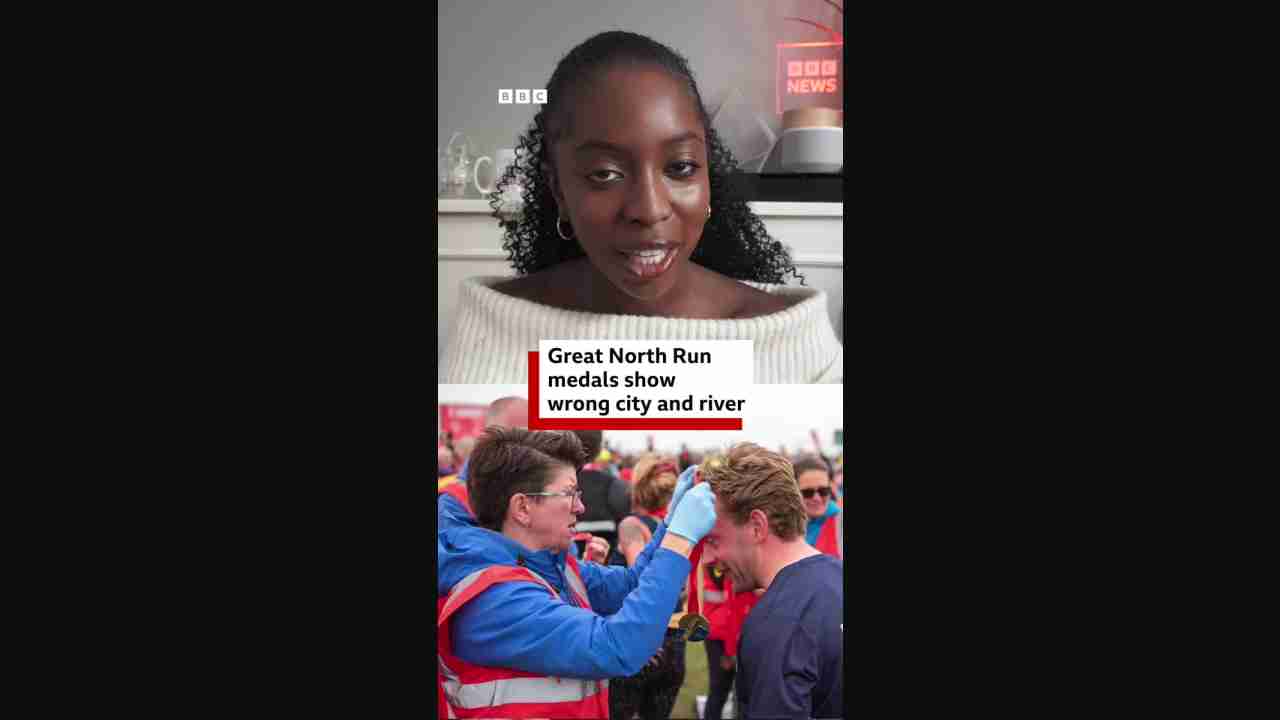 BBC
BBC
NEWS
Great North Run
medals show
wrong city and river